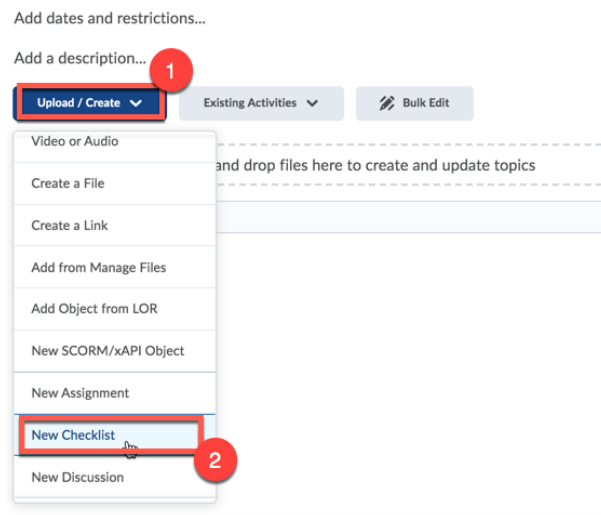 Add dates and restrictions...
Add a description...
1
Upload / Create Existing Activities Bulk Edit
Video or Audio
and drop files here to create and update topics
Create a File
Create a Link
Add from Manage Files
Add Object from LOR
New SCORM/xAPI Object
New Assignment
New Checklist
2
New Discussion